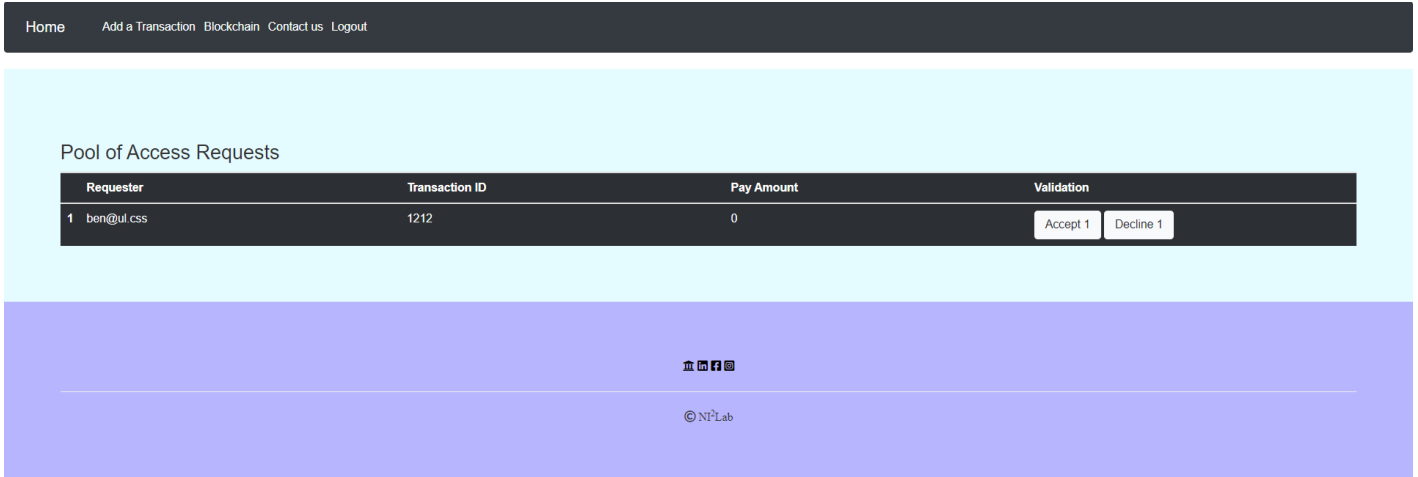 Home Add a Transaction Blockchain Contact us Logout
Pool of Access Requests
Requester Transaction ID Pay Amount Validation
1 ben@ul.css 1212 0 Accept 1 Decline 1
© NI²Lab